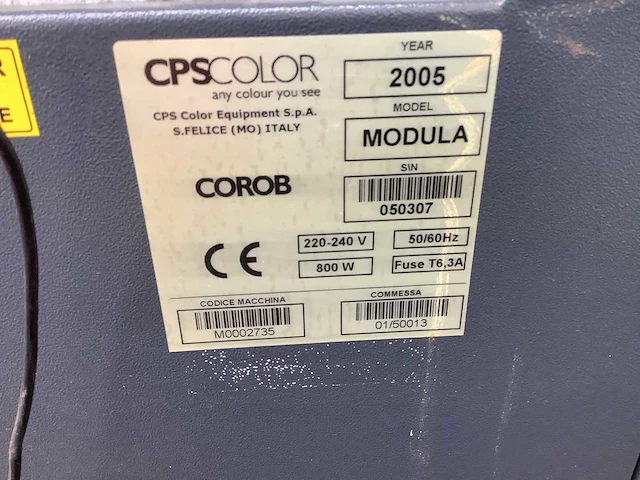 R
E
CPSCOLOR
any colour you see
CPS Color Equipment S.p.A.
S.FELICE (MO) ITALY
YEAR
2005
MODEL
MODULA
COROB
S\N
050307
CE
220-240 V
50/60Hz
800 W
Fuse T6,3A
CODICE MACCHINA
M0002735
COMMESSA
01/50013